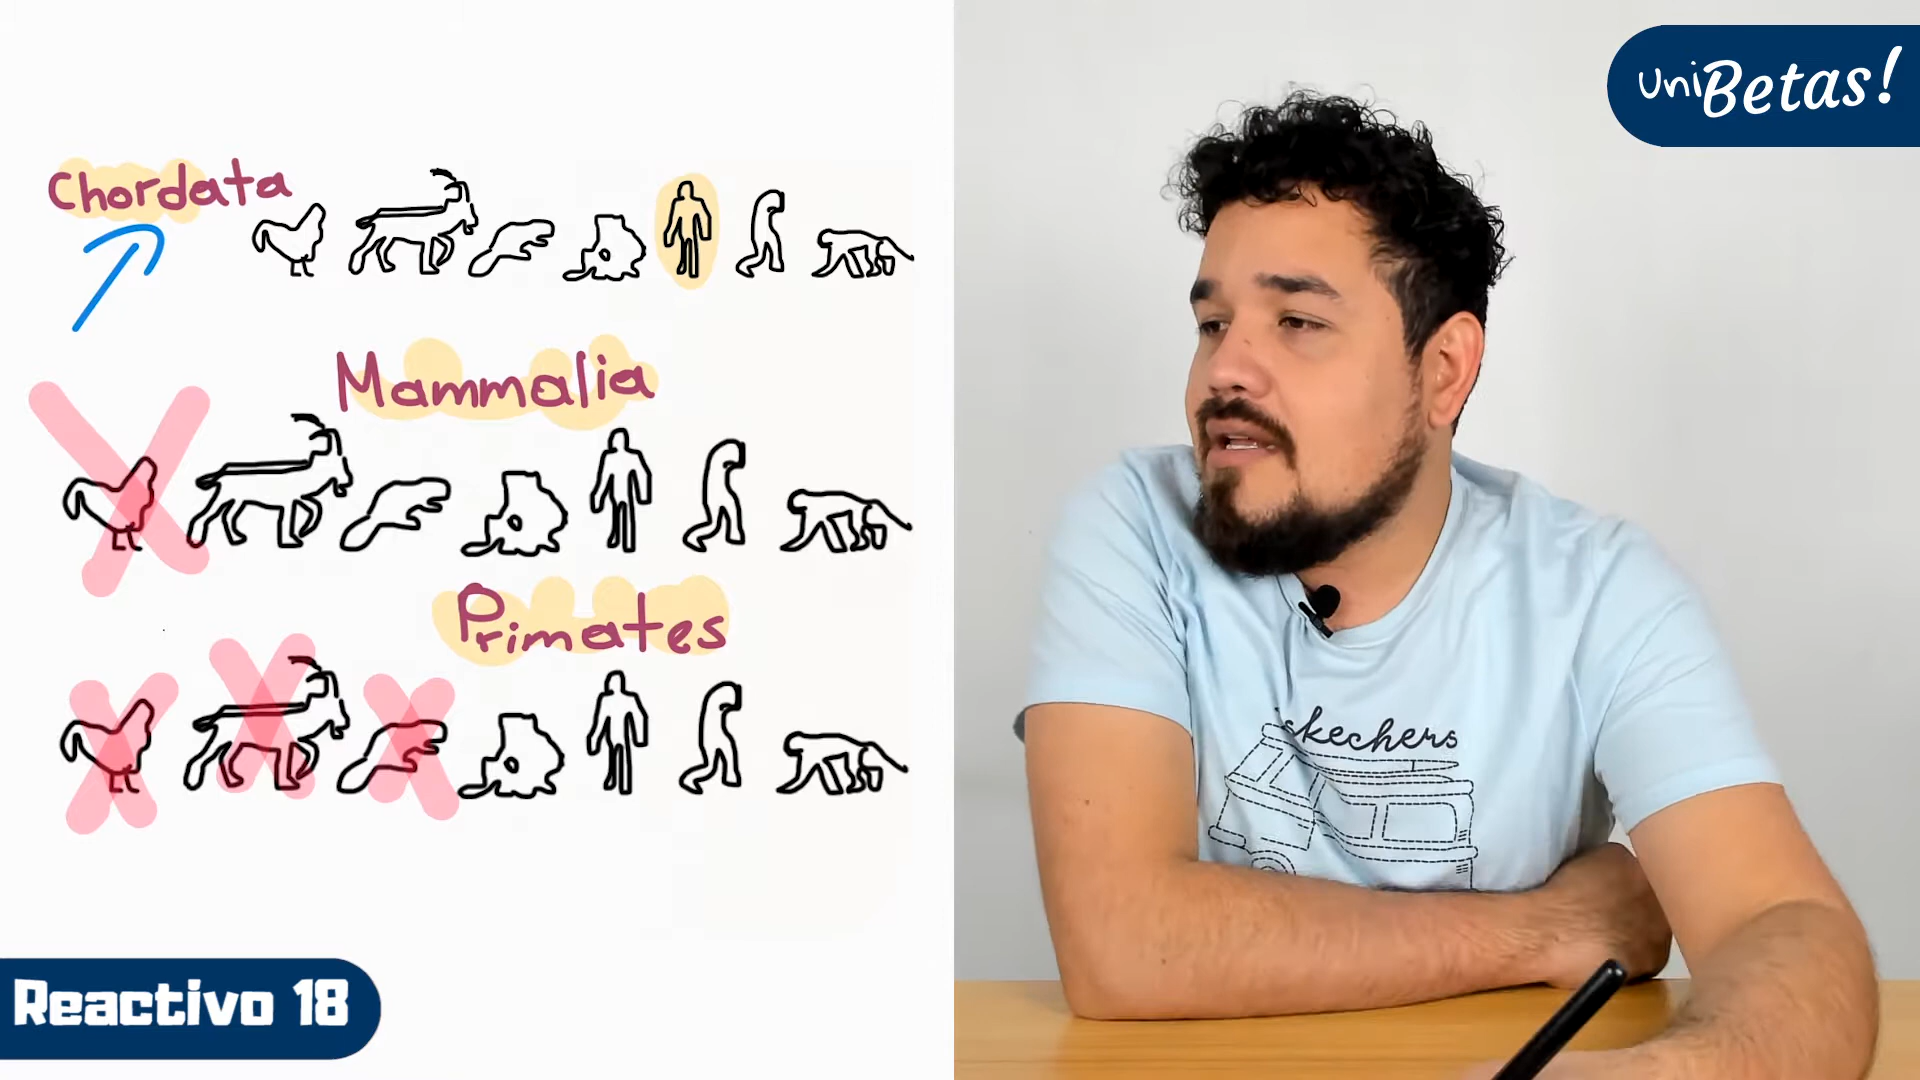 uniBetas!
Chordata
Mammalia
Primates
skechers
Reactivo 18